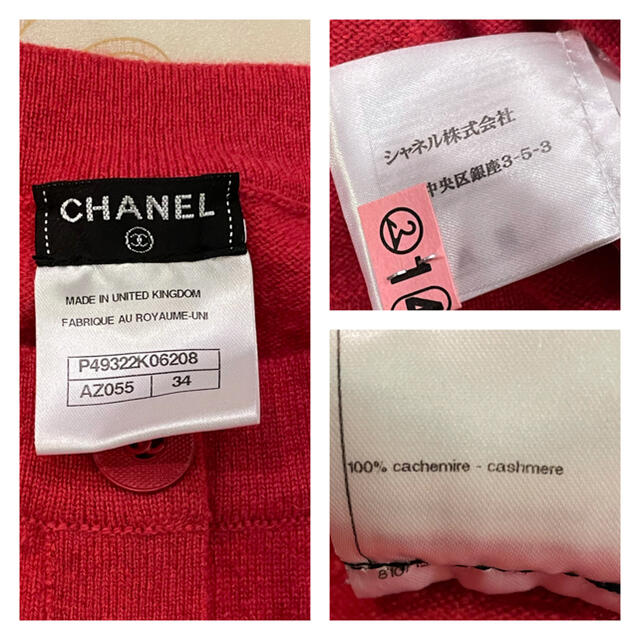 CHANEL
MADE IN UNITED KINGDOM
FABRIQUE AU ROYAUME-UNI
P49322K06208
AZ055 34
シャネル株式会社
中央区銀座3-5-3
100% cachemire - cashmere